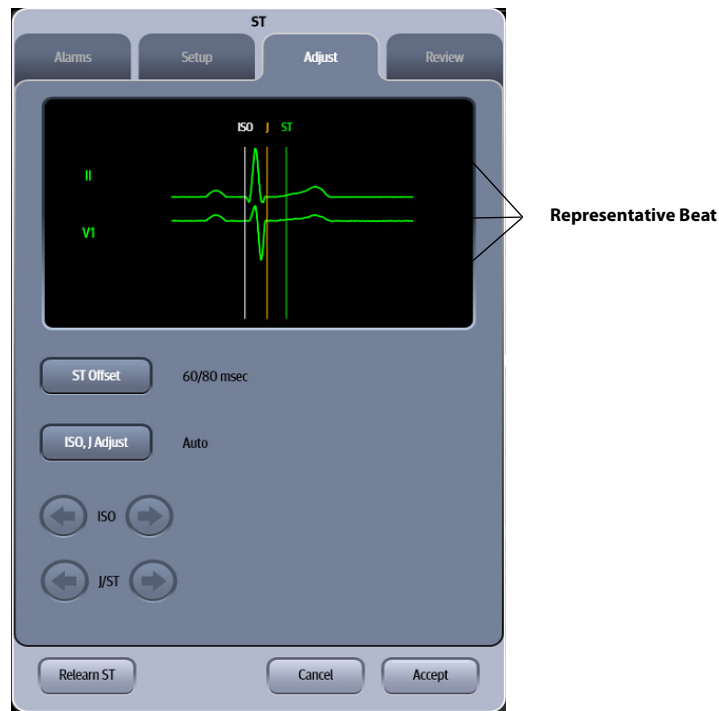 ST
Alarms Setup Adjust Review
ISO J ST
II
Representative Beat
V1
ST Offset 60/80 msec
ISO, J Adjust Auto
ISO
J/ST
Relearn ST Cancel Accept